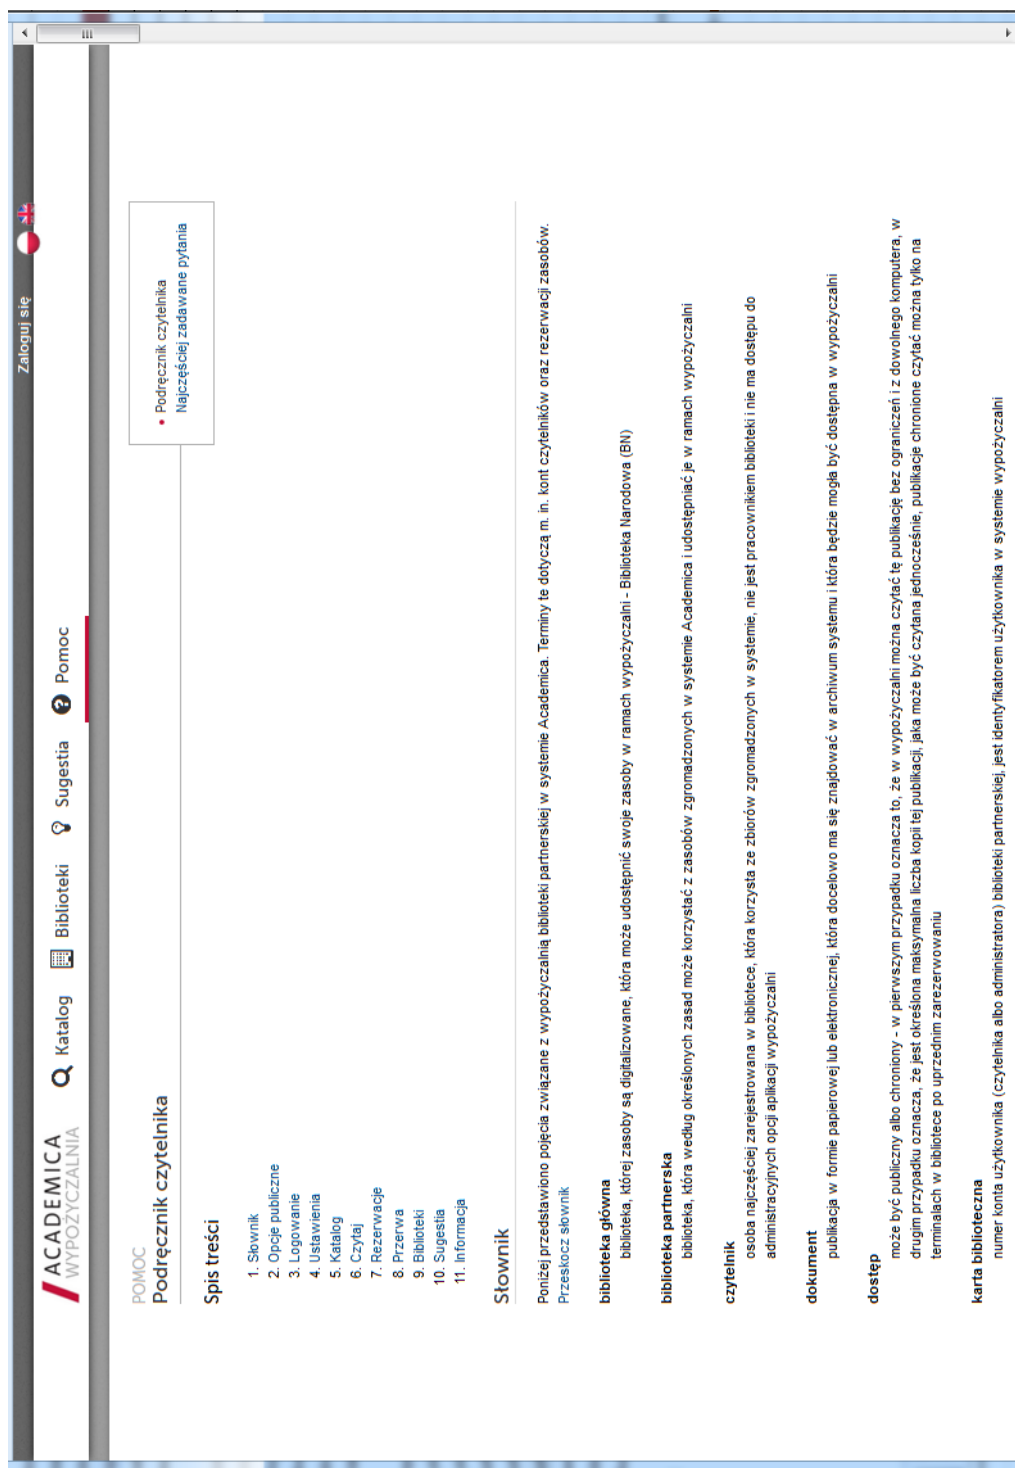 Zaloguj się
ACADEMICA
WYPOŻYCZALNIA
Katalog
Biblioteki
Sugestia
Pomoc
POMOC
Podręcznik czytelnika
• Podręcznik czytelnika
Najczęściej zadawane pytania
Spis treści
1. Słownik
2. Opcje publiczne
3. Logowanie
4. Ustawienia
5. Katalog
6. Czytaj
7. Rezerwacje
8. Przerwa
9. Biblioteki
10. Sugestia
11. Informacja
Słownik
Poniżej przedstawiono pojęcia związane z wypożyczalnią biblioteki partnerskiej w systemie Academica. Terminy te dotyczą m. in. kont czytelników oraz rezerwacji zasobów.
Przeskocz słownik
biblioteka główna
biblioteka, której zasoby są digitalizowane, która może udostępnić swoje zasoby w ramach wypożyczalni - Biblioteka Narodowa (BN)
biblioteka partnerska
biblioteka, która według określonych zasad może korzystać z zasobów zgromadzonych w systemie Academica i udostępniać je w ramach wypożyczalni
czytelnik
osoba najczęściej zarejestrowana w bibliotece, która korzysta ze zbiorów zgromadzonych w systemie, nie jest pracownikiem biblioteki i nie ma dostępu do
administracyjnych opcji aplikacji wypożyczalni
dokument
publikacja w formie papierowej lub elektronicznej, która docelowo ma się znajdować w archiwum systemu i która będzie mogła być dostępna w wypożyczalni
dostęp
może być publiczny albo chroniony - w pierwszym przypadku oznacza to, że w wypożyczalni można czytać tę publikację bez ograniczeń i z dowolnego komputera, w
drugim przypadku oznacza, że jest określona maksymalna liczba kopii tej publikacji, jaka może być czytana jednocześnie, publikacje chronione czytać można tylko na
terminalach w bibliotece po uprzednim zarezerwowaniu
karta biblioteczna
numer konta użytkownika (czytelnika albo administratora) biblioteki partnerskiej, jest identyfikatorem użytkownika w systemie wypożyczalni